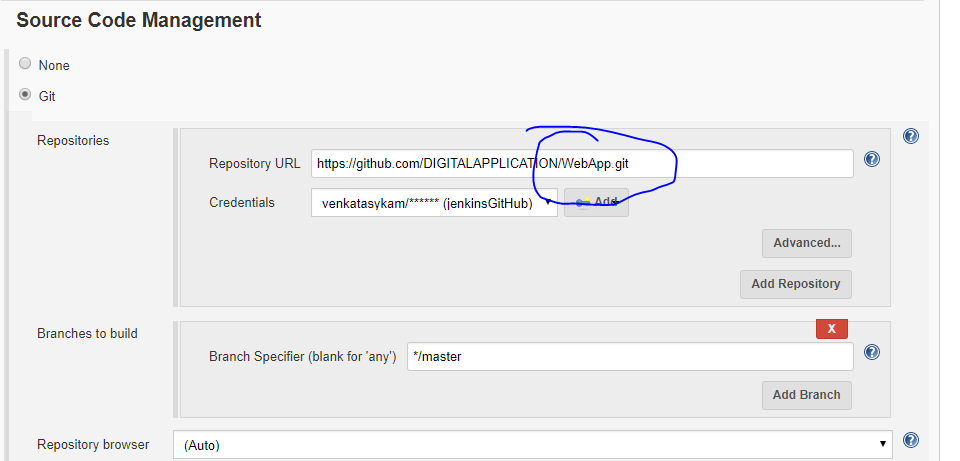 Source Code Management
None
Git
Repositories
Repository URL https://github.com/DIGITALAPPLICATION/WebApp.git
Credentials venkatasykam/****** (jenkinsGitHub) Add
Advanced...
Add Repository
Branches to build
X
Branch Specifier (blank for 'any') */master
Add Branch
Repository browser (Auto)